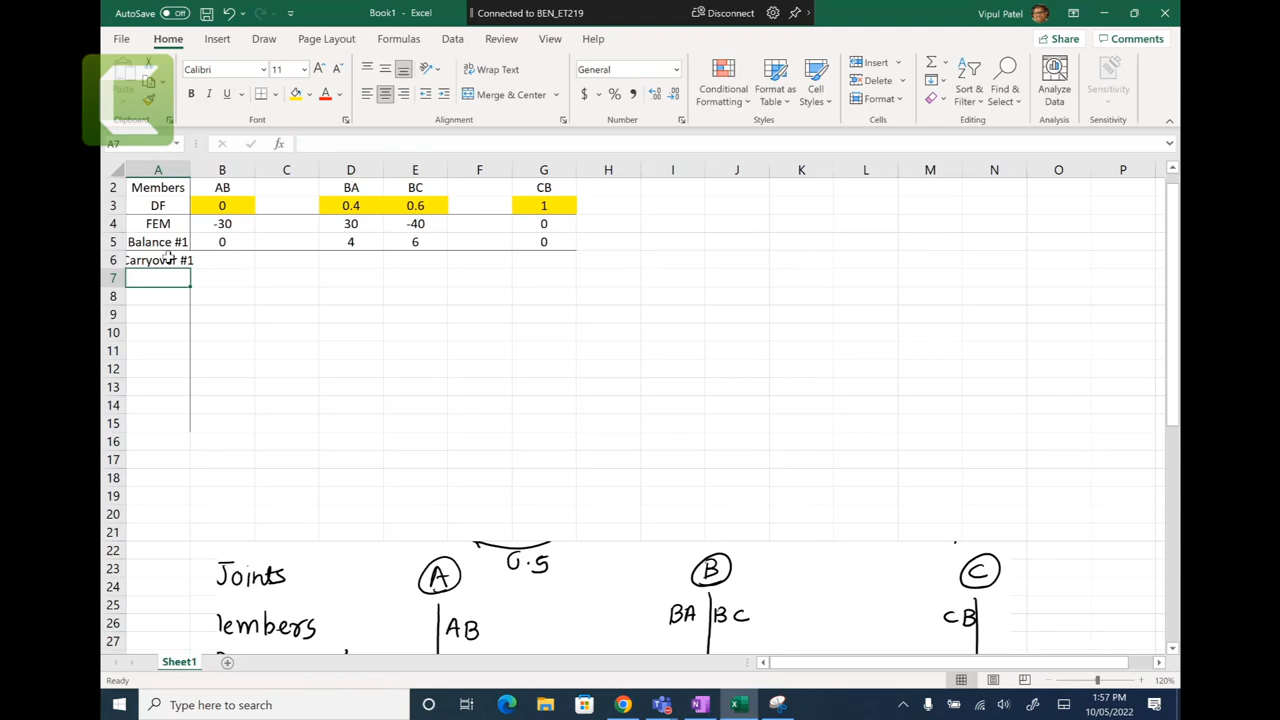 AutoSave Off Book1 - Excel Connected to BEN_ET219 Disconnect Vipul Patel
File Home Insert Draw Page Layout Formulas Data Review View Help Share Comments
Paste Calibri 11 Wrap Text General Insert
Delete
B I U Merge & Center $ % Conditional Formatting Format as Table Cell Styles Format Sort & Filter Find & Select Analyze Data Sensitivity
Clipboard Font Alignment Number Styles Cells Editing Analysis Sensitivity
A7 fx
A B C D E F G H I J K L M N O P
2 Members AB BA BC CB
3 DF 0 0.4 0.6 1
4 FEM -30 30 -40 0
5 Balance #1 0 4 6 0
6 Carryover #1
7
8
9
10
11
12
13
14
15
16
17
18
19
20
21
22 0.5
23 Joints A B C
24
25 BA BC CB
26 lembers AB
27
Sheet1
Ready 120%
Type here to search 1:57 PM
10/05/2022